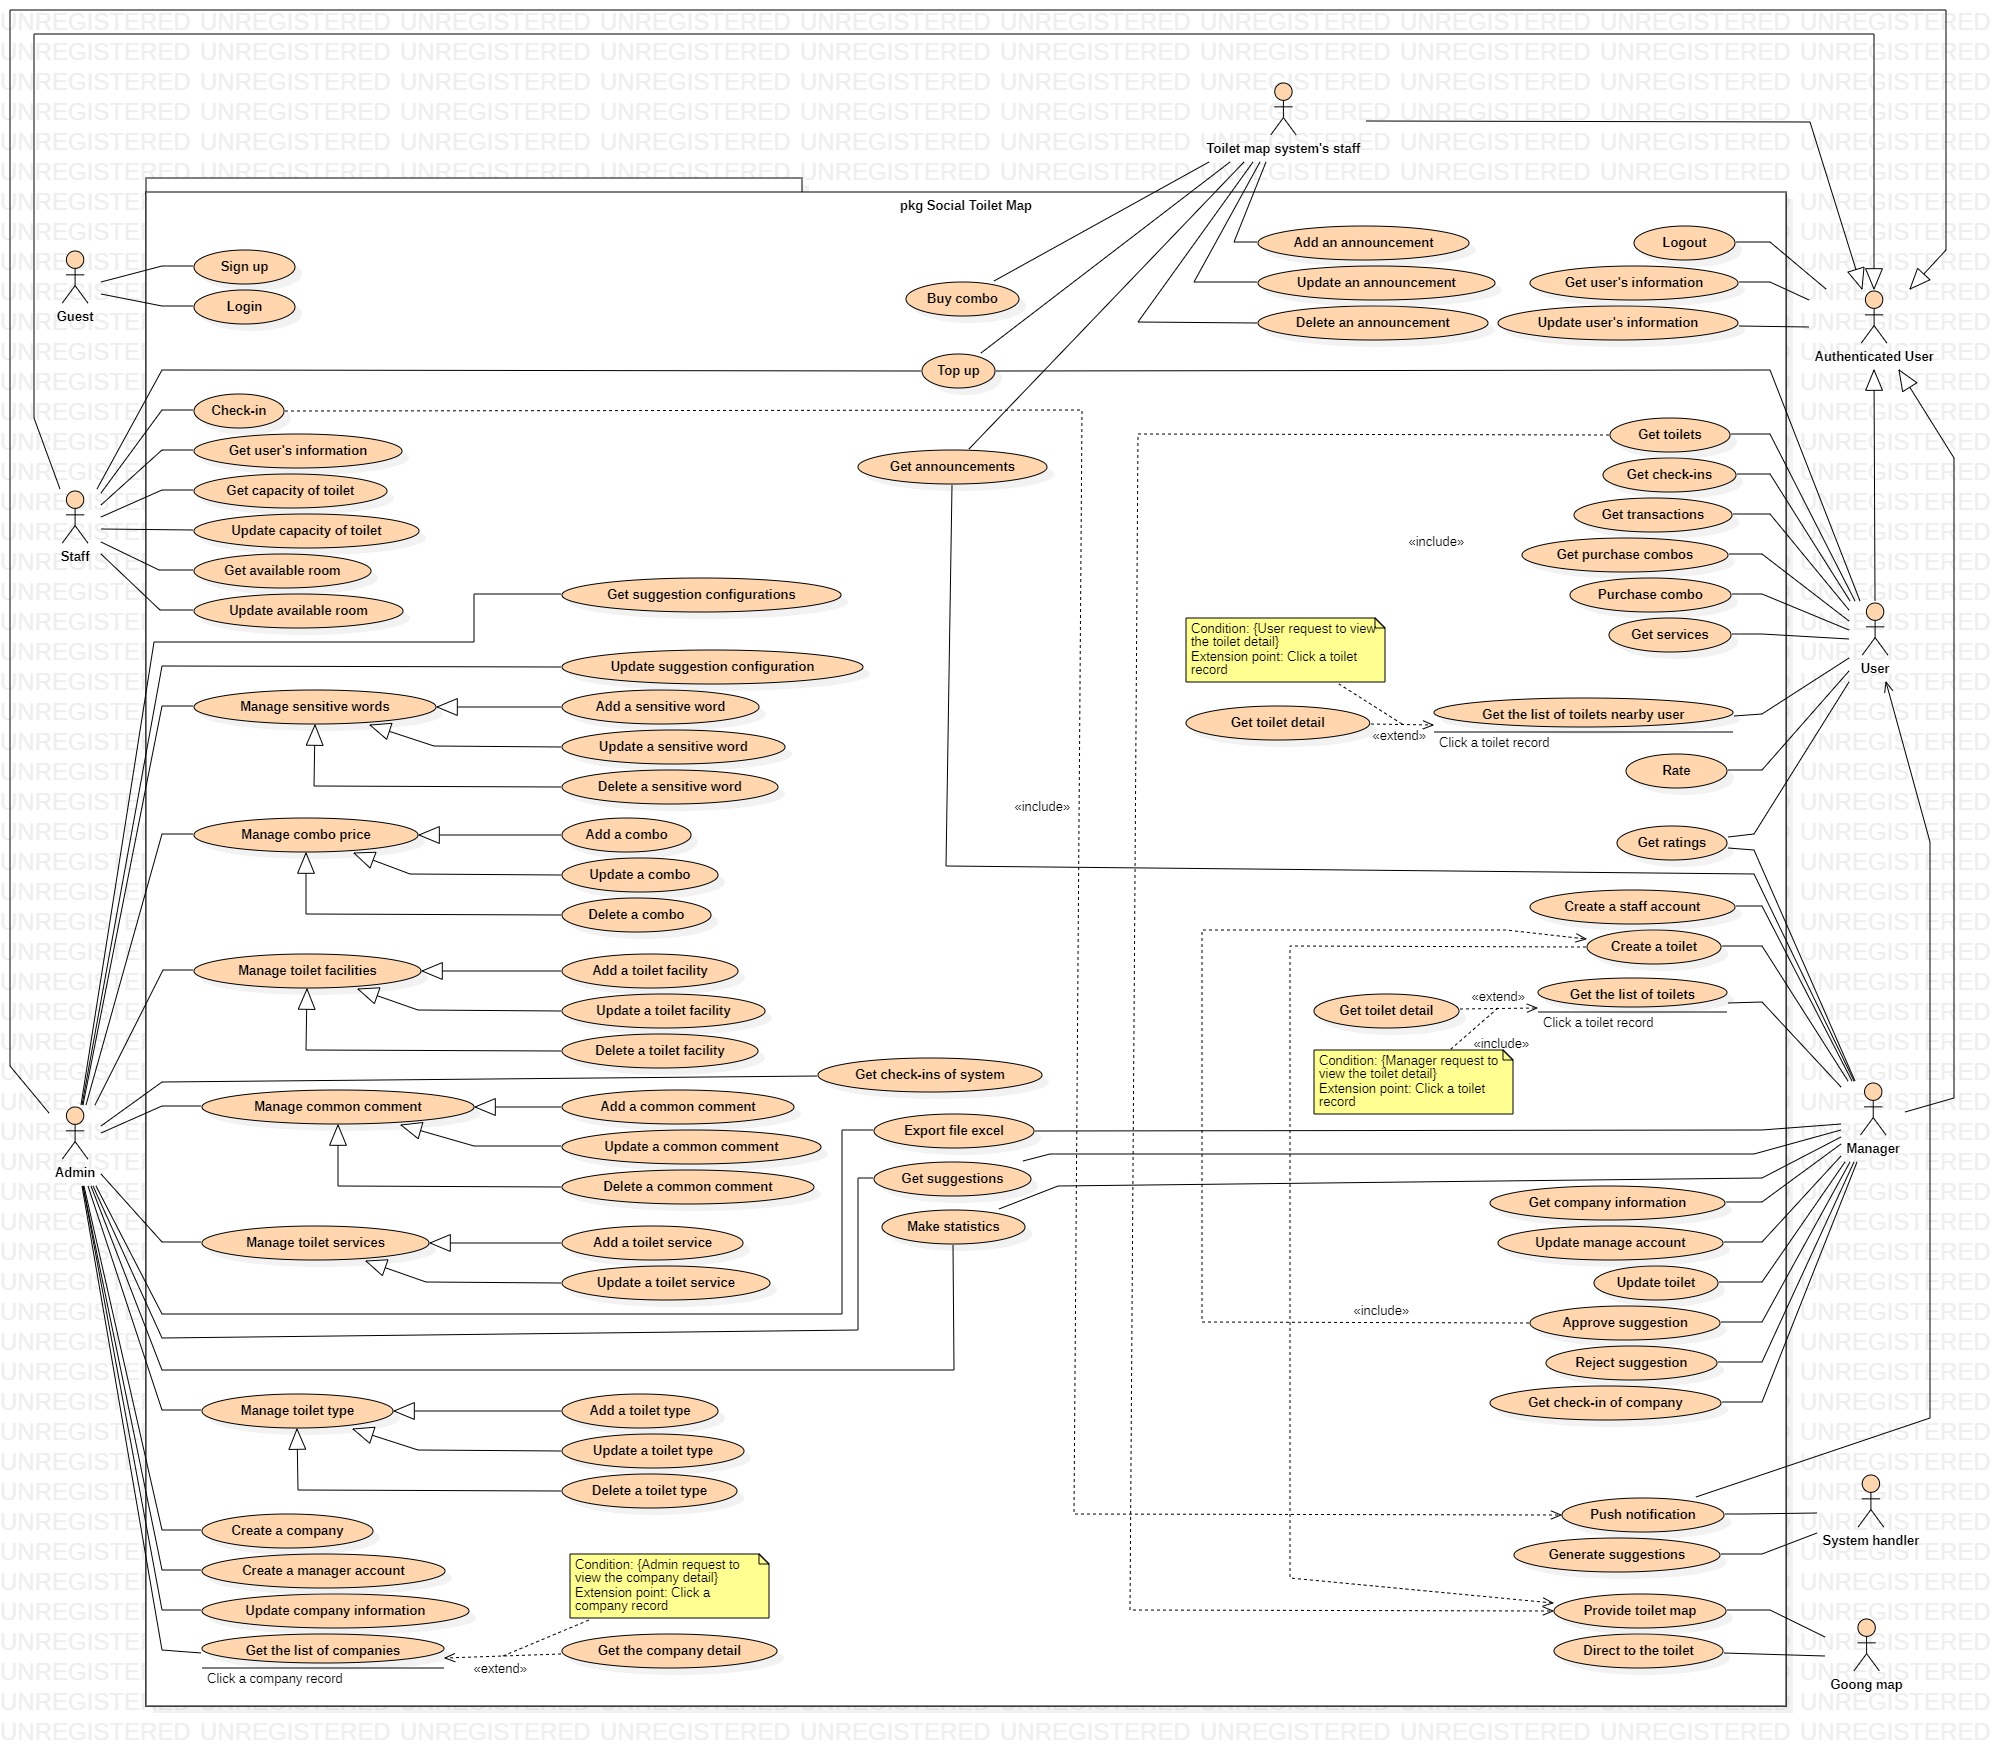 Toilet map system's staff
pkg Social Toilet Map
Guest
Sign up
Login
Buy combo
Add an announcement
Update an announcement
Delete an announcement
Logout
Get user's information
Update user's information
Authenticated User
Top up
Check-in
Get user's information
Get capacity of toilet
Update capacity of toilet
Get available room
Update available room
Staff
Get announcements
Get toilets
Get check-ins
Get transactions
«include»
Get purchase combos
Purchase combo
Get services
User
Get suggestion configurations
Update suggestion configuration
Manage sensitive words
Add a sensitive word
Update a sensitive word
Delete a sensitive word
Condition: {User request to view
the toilet detail}
Extension point: Click a toilet
record
Get toilet detail
«extend»
Get the list of toilets nearby user
Click a toilet record
Rate
«include»
Get ratings
Manage combo price
Add a combo
Update a combo
Delete a combo
Create a staff account
Create a toilet
Manage toilet facilities
Add a toilet facility
Update a toilet facility
Delete a toilet facility
Get toilet detail
«extend»
Get the list of toilets
Click a toilet record
«include»
Condition: {Manager request to
view the toilet detail}
Extension point: Click a toilet
record
Get check-ins of system
Manage common comment
Add a common comment
Update a common comment
Delete a common comment
Admin
Export file excel
Get suggestions
Make statistics
Manager
Get company information
Update manage account
Update toilet
«include»
Approve suggestion
Reject suggestion
Get check-in of company
Manage toilet services
Add a toilet service
Update a toilet service
Manage toilet type
Add a toilet type
Update a toilet type
Delete a toilet type
Create a company
Create a manager account
Update company information
Get the list of companies
Click a company record
«extend»
Condition: {Admin request to
view the company detail}
Extension point: Click a
company record
Get the company detail
Push notification
Generate suggestions
System handler
Provide toilet map
Direct to the toilet
Goong map
UNREGISTERED